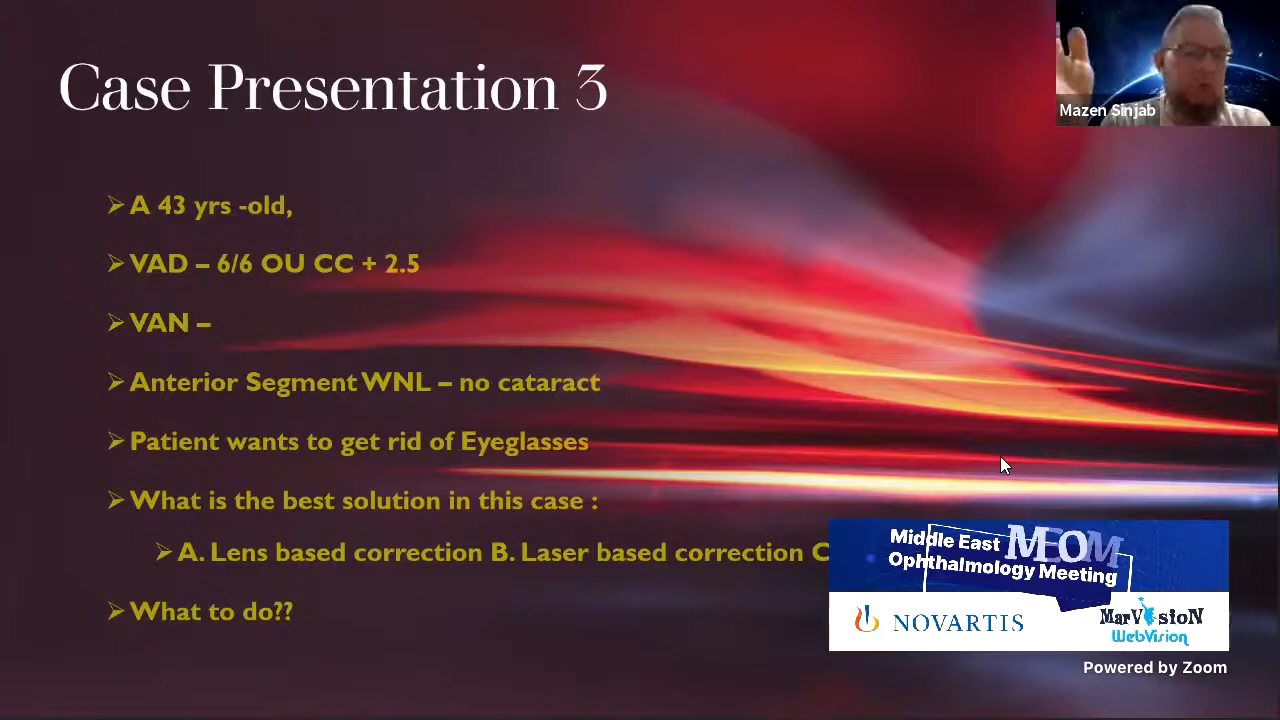 Case Presentation 3
Mazen Sinjab
A 43 yrs -old,
VAD – 6/6 OU CC + 2.5
VAN –
Anterior Segment WNL – no cataract
Patient wants to get rid of Eyeglasses
What is the best solution in this case :
A. Lens based correction B. Laser based correction C
What to do??
Middle East MEOM
Ophthalmology Meeting
NOVARTIS
MarVisioN
WebVision
Powered by Zoom